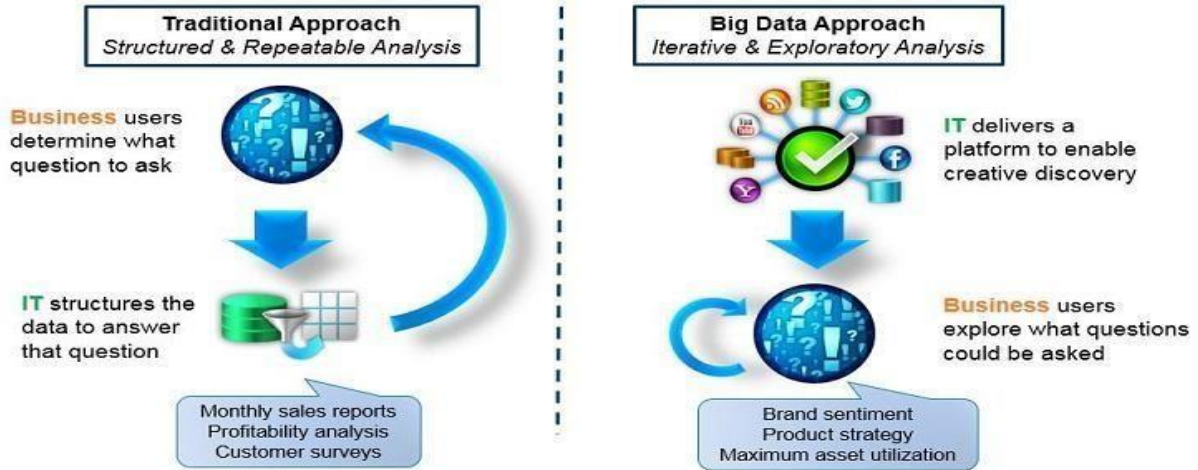 Traditional Approach
Structured & Repeatable Analysis
Business users
determine what
question to ask
IT structures the
data to answer
that question
Monthly sales reports
Profitability analysis
Customer surveys
Big Data Approach
Iterative & Exploratory Analysis
You
Tube
IT delivers a
platform to enable
creative discovery
Business users
explore what questions
could be asked
Brand sentiment
Product strategy
Maximum asset utilization